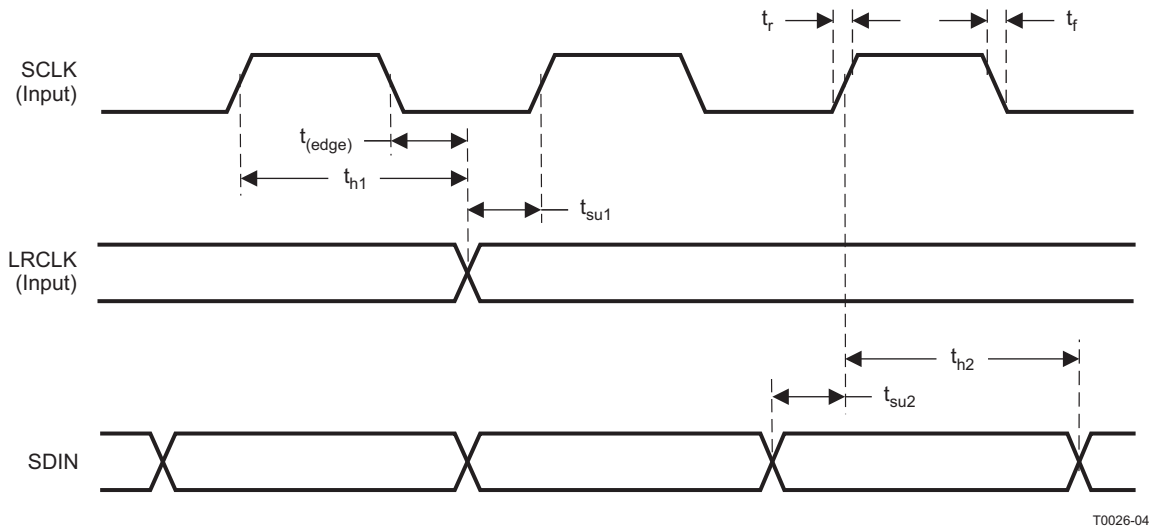 tr
tf
SCLK
(Input)
t(edge)
th1
tsu1
LRCLK
(Input)
th2
tsu2
SDIN
T0026-04